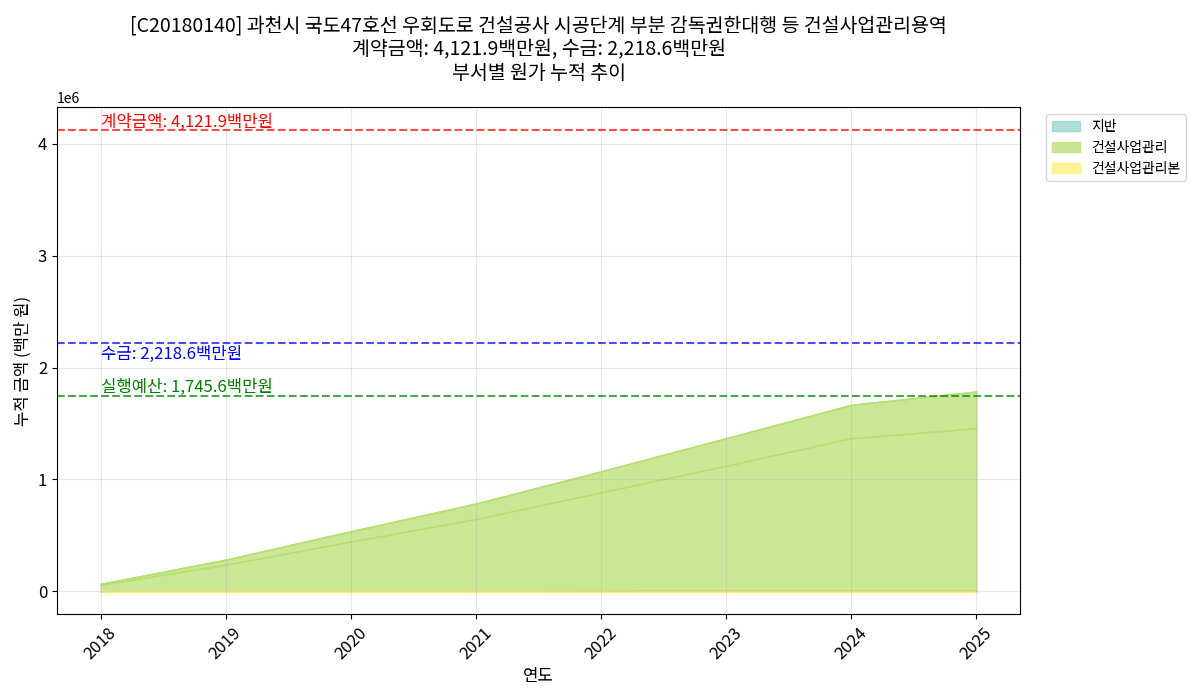 [C20180140] 과천시 국도47호선 우회도로 건설공사 시공단계 부분 감독권한대행 등 건설사업관리용역
계약금액: 4,121.9백만원, 수금: 2,218.6백만원
부서별 원가 누적 추이
1e6
계약금액: 4,121.9백만원
수금: 2,218.6백만원
실행예산: 1,745.6백만원
지반
건설사업관리
건설사업관리본
누적 금액 (백만 원)
4
3
2
1
0
2018
2019
2020
2021
2022
2023
2024
2025
연도